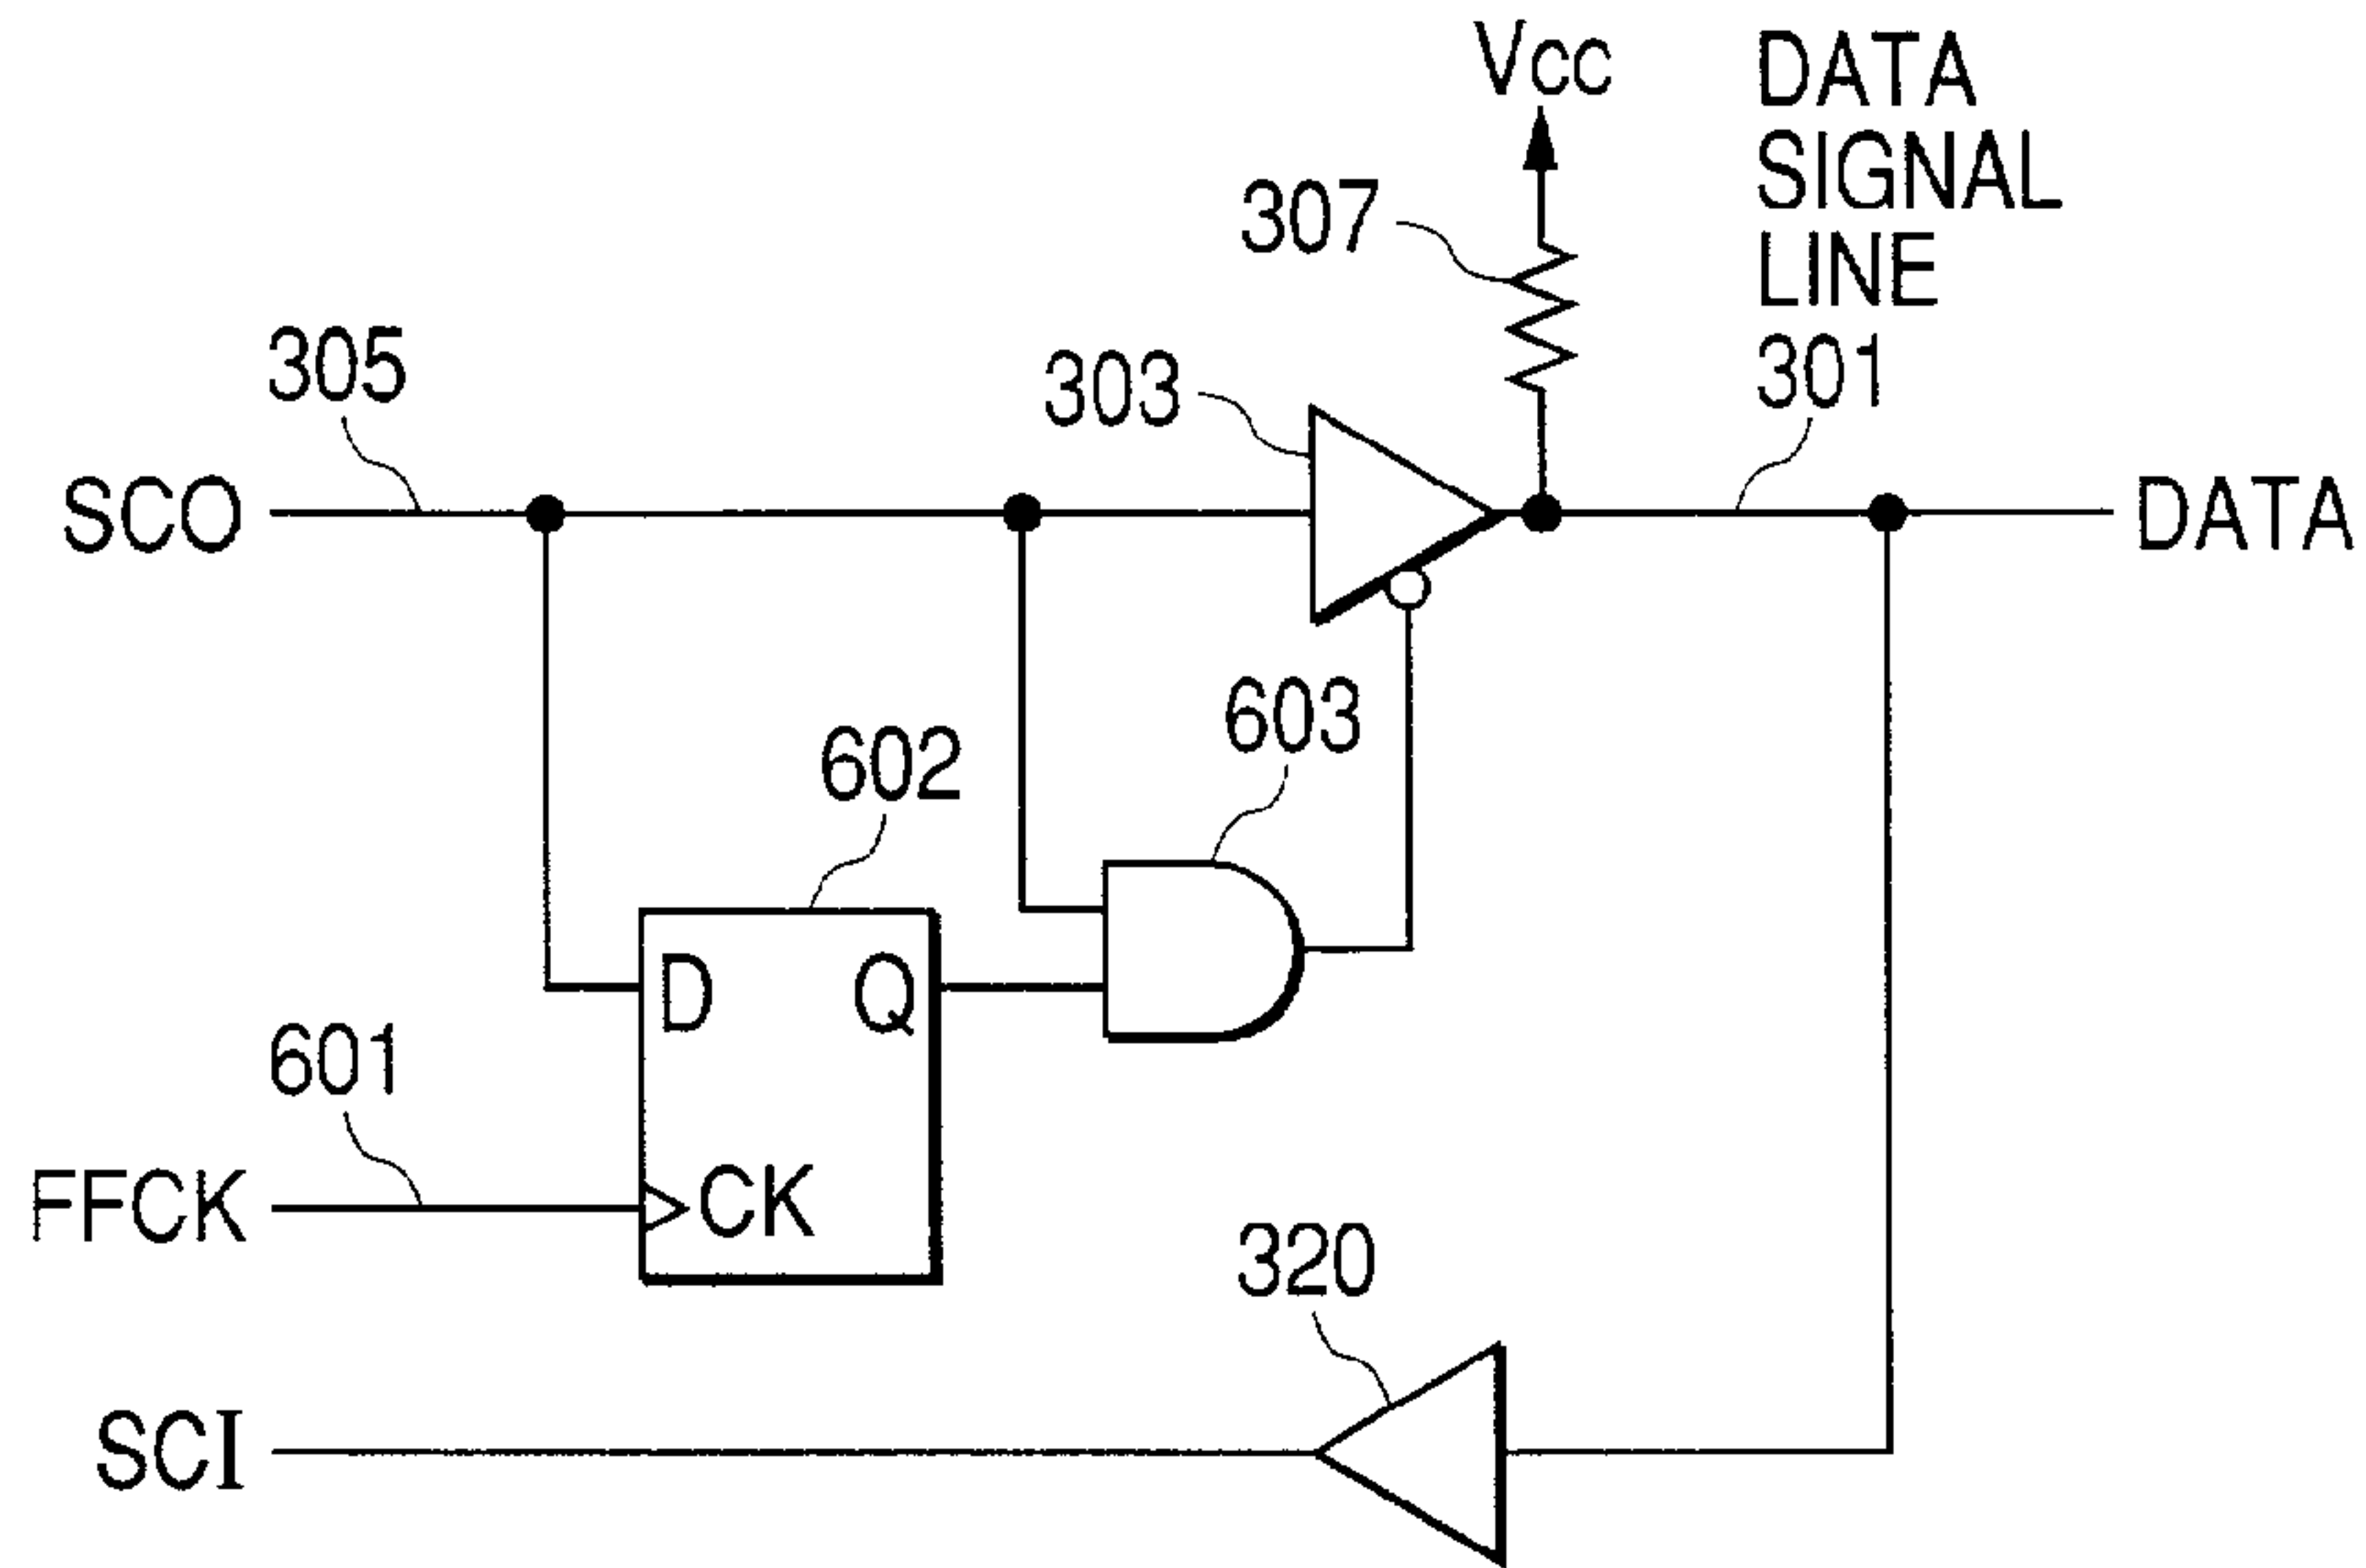 Vcc
DATA
SIGNAL
LINE
301
307
305
303
SCO
DATA
603
602
D
Q
601
FFCK
CK
320
SCI